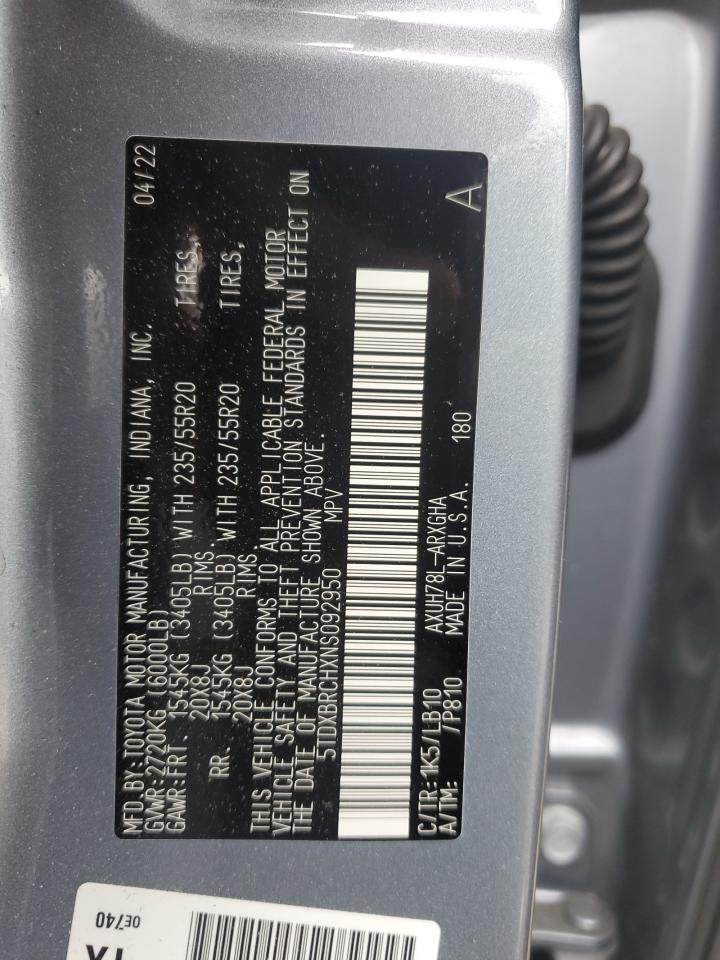 MFD.BY:TOYOTA MOTOR MANUFACTURING, INDIANA, INC. 04/22
GVWR:2720KG (6000LB)
GAWR:FRT. 1545KG (3405LB) WITH 235/55R20 TIRES,
20X8J RIMS
RR. 1545KG (3405LB) WITH 235/55R20 TIRES,
20X8J RIMS
THIS VEHICLE CONFORMS TO ALL APPLICABLE FEDERAL MOTOR
VEHICLE SAFETY AND THEFT PREVENTION STANDARDS IN EFFECT ON
THE DATE OF MANUFACTURE SHOWN ABOVE.
5TDXBRCHXNS092950 MPV
C/TR:1K5/LB10 AXUH78L-ARXGHA A
A/TM: /P810 MADE IN U.S.A. 180
0E740